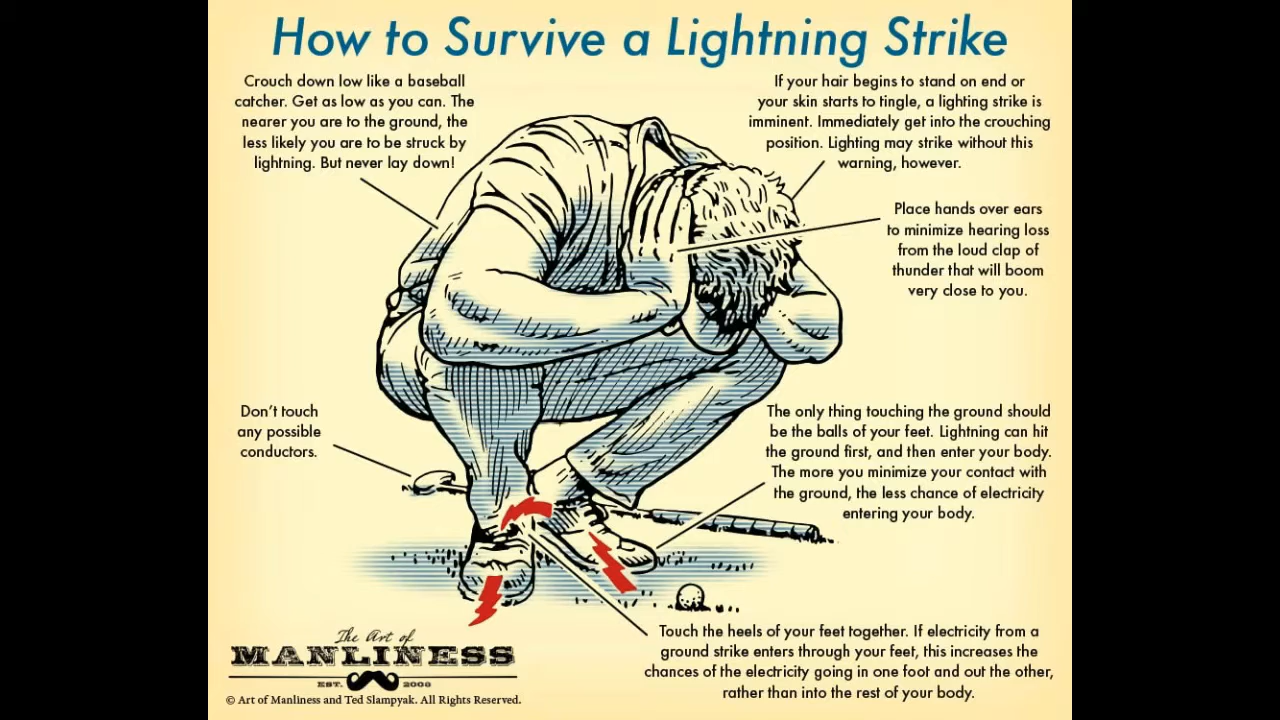 How to Survive a Lightning Strike
Crouch down low like a baseball
catcher. Get as low as you can. The
nearer you are to the ground, the
less likely you are to be struck by
lightning. But never lay down!
If your hair begins to stand on end or
your skin starts to tingle, a lighting strike is
imminent. Immediately get into the crouching
position. Lighting may strike without this
warning, however.
Place hands over ears
to minimize hearing loss
from the loud clap of
thunder that will boom
very close to you.
Don't touch
any possible
conductors.
The only thing touching the ground should
be the balls of your feet. Lightning can hit
the ground first, and then enter your body.
The more you minimize your contact with
the ground, the less chance of electricity
entering your body.
Touch the heels of your feet together. If electricity from a
ground strike enters through your feet, this increases the
chances of the electricity going in one foot and out the other,
rather than into the rest of your body.
The Art of
MANLINESS
EST. 2008
© Art of Manliness and Ted Slampyak. All Rights Reserved.